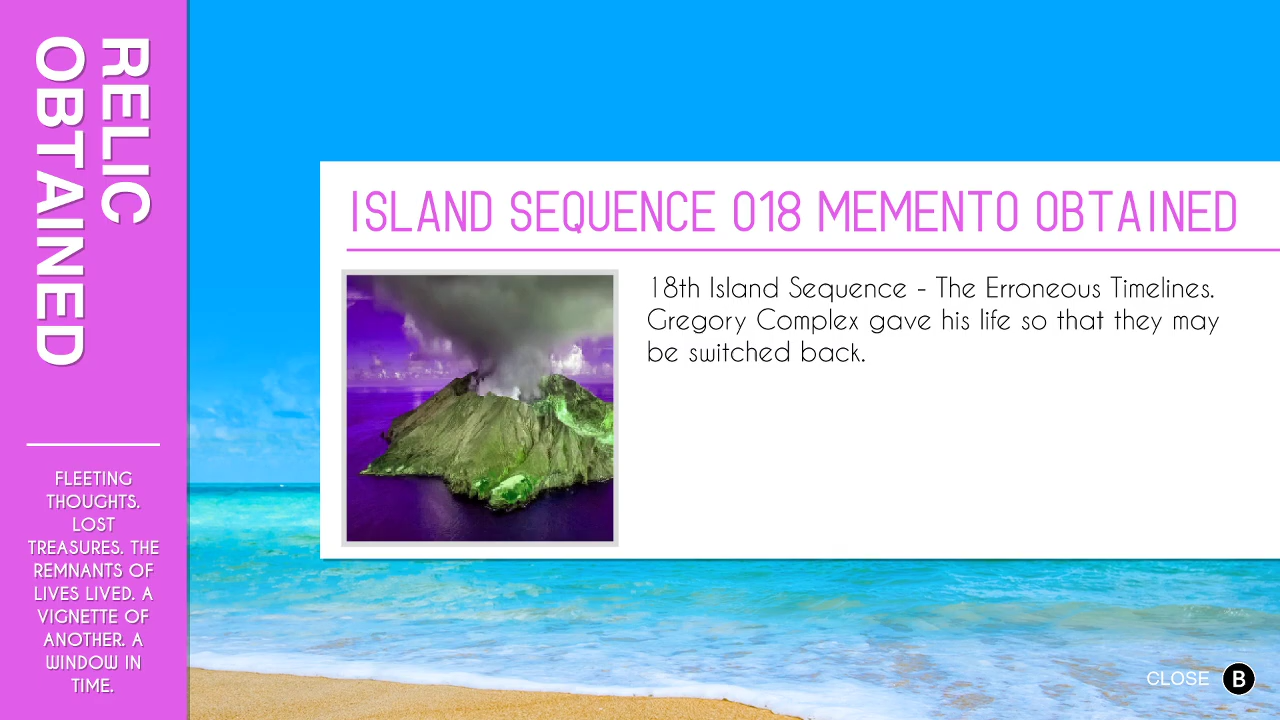 RELIC
OBTAINED
FLEETING
THOUGHTS.
LOST
TREASURES. THE
REMNANTS OF
LIVES LIVED. A
VIGNETTE OF
ANOTHER. A
WINDOW IN
TIME.
ISLAND SEQUENCE 018 MEMENTO OBTAINED
18th Island Sequence - The Erroneous Timelines.
Gregory Complex gave his life so that they may
be switched back.
CLOSE B